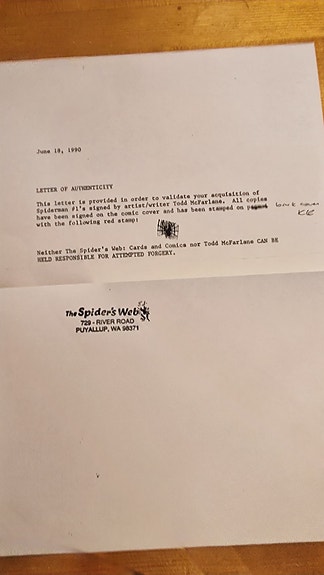 June 18, 1990
LETTER OF AUTHENTICITY
This letter is provided in order to validate your acquisition of
Spiderman #1's signed by artist/writer Todd McFarlane. All copies
have been signed on the comic cover and has been stamped on back cover
with the following red stamp:
Neither The Spider's Web: Cards and Comics nor Todd McFarlane CAN BE
HELD RESPONSIBLE FOR ATTEMPTED FORGERY.
The Spider's Web
729 - RIVER ROAD
PUYALLUP, WA 98371